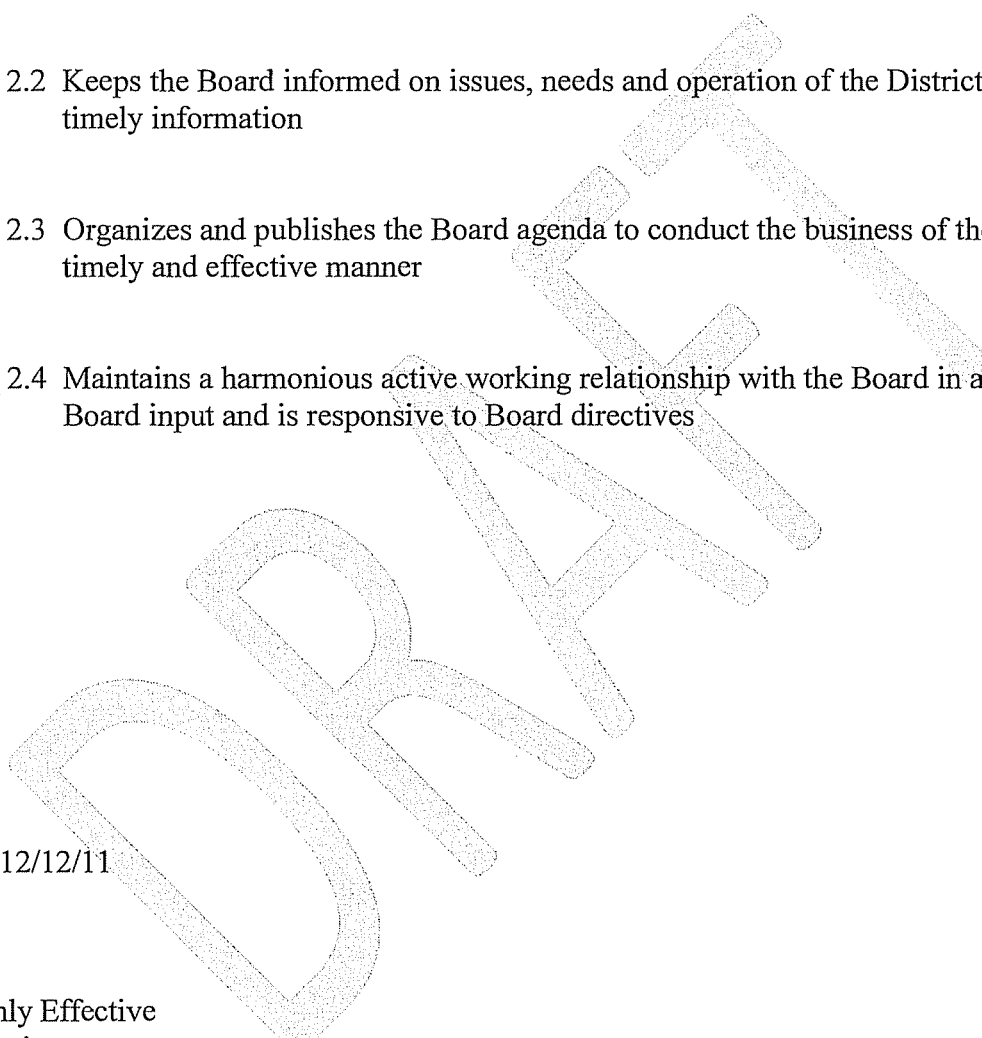 2.2 Keeps the Board informed on issues, needs and operation of the District
timely information
2.3 Organizes and publishes the Board agenda to conduct the business of the
timely and effective manner
2.4 Maintains a harmonious active working relationship with the Board in a
Board input and is responsive to Board directives
DRAFT
12/12/11
Effective